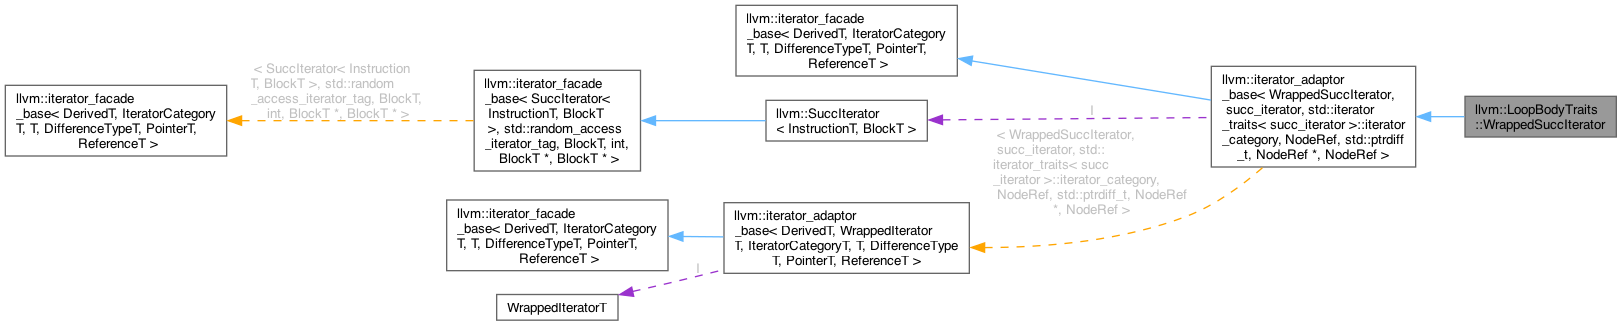 llvm::iterator_facade
_base< DerivedT, IteratorCategory
T, T, DifferenceTypeT, PointerT,
ReferenceT >
< SuccIterator< Instruction
T, BlockT >, std::random
_access_iterator_tag, BlockT,
int, BlockT *, BlockT * >
llvm::iterator_facade
_base< DerivedT, IteratorCategory
T, T, DifferenceTypeT, PointerT,
ReferenceT >
llvm::iterator_facade
_base< SuccIterator<
InstructionT, BlockT
>, std::random_access
_iterator_tag, BlockT, int,
BlockT *, BlockT * >
llvm::SuccIterator
< InstructionT, BlockT >
I
llvm::iterator_adaptor
_base< WrappedSuccIterator,
succ_iterator, std::iterator
_traits< succ_iterator >::iterator
_category, NodeRef, std::ptrdiff
_t, NodeRef *, NodeRef >
llvm::LoopBodyTraits
::WrappedSuccIterator
< WrappedSuccIterator,
succ_iterator, std::
iterator_traits< succ
_iterator >::iterator_category,
NodeRef, std::ptrdiff_t, NodeRef
*, NodeRef >
llvm::iterator_facade
_base< DerivedT, IteratorCategory
T, T, DifferenceTypeT, PointerT,
ReferenceT >
llvm::iterator_adaptor
_base< DerivedT, WrappedIterator
T, IteratorCategoryT, T, DifferenceType
T, PointerT, ReferenceT >
I
WrappedIteratorT